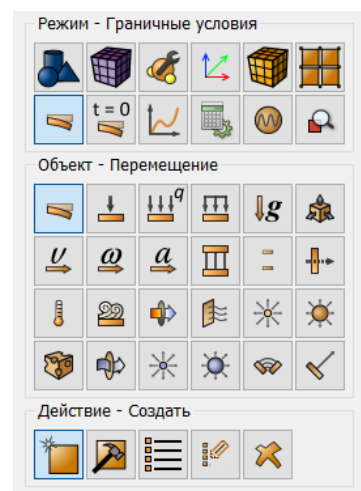 Режим - Граничные условия
t = 0
Объект - Перемещение
q
g
υ ω a
Действие - Создать